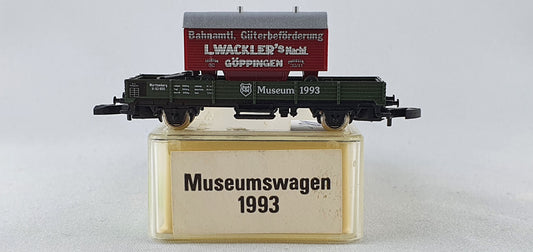 Bahnamtl. Güterbeförderung
L.WACKLER's Nachf.
GÖPPINGEN
Museum 1993
Museumswagen
1993